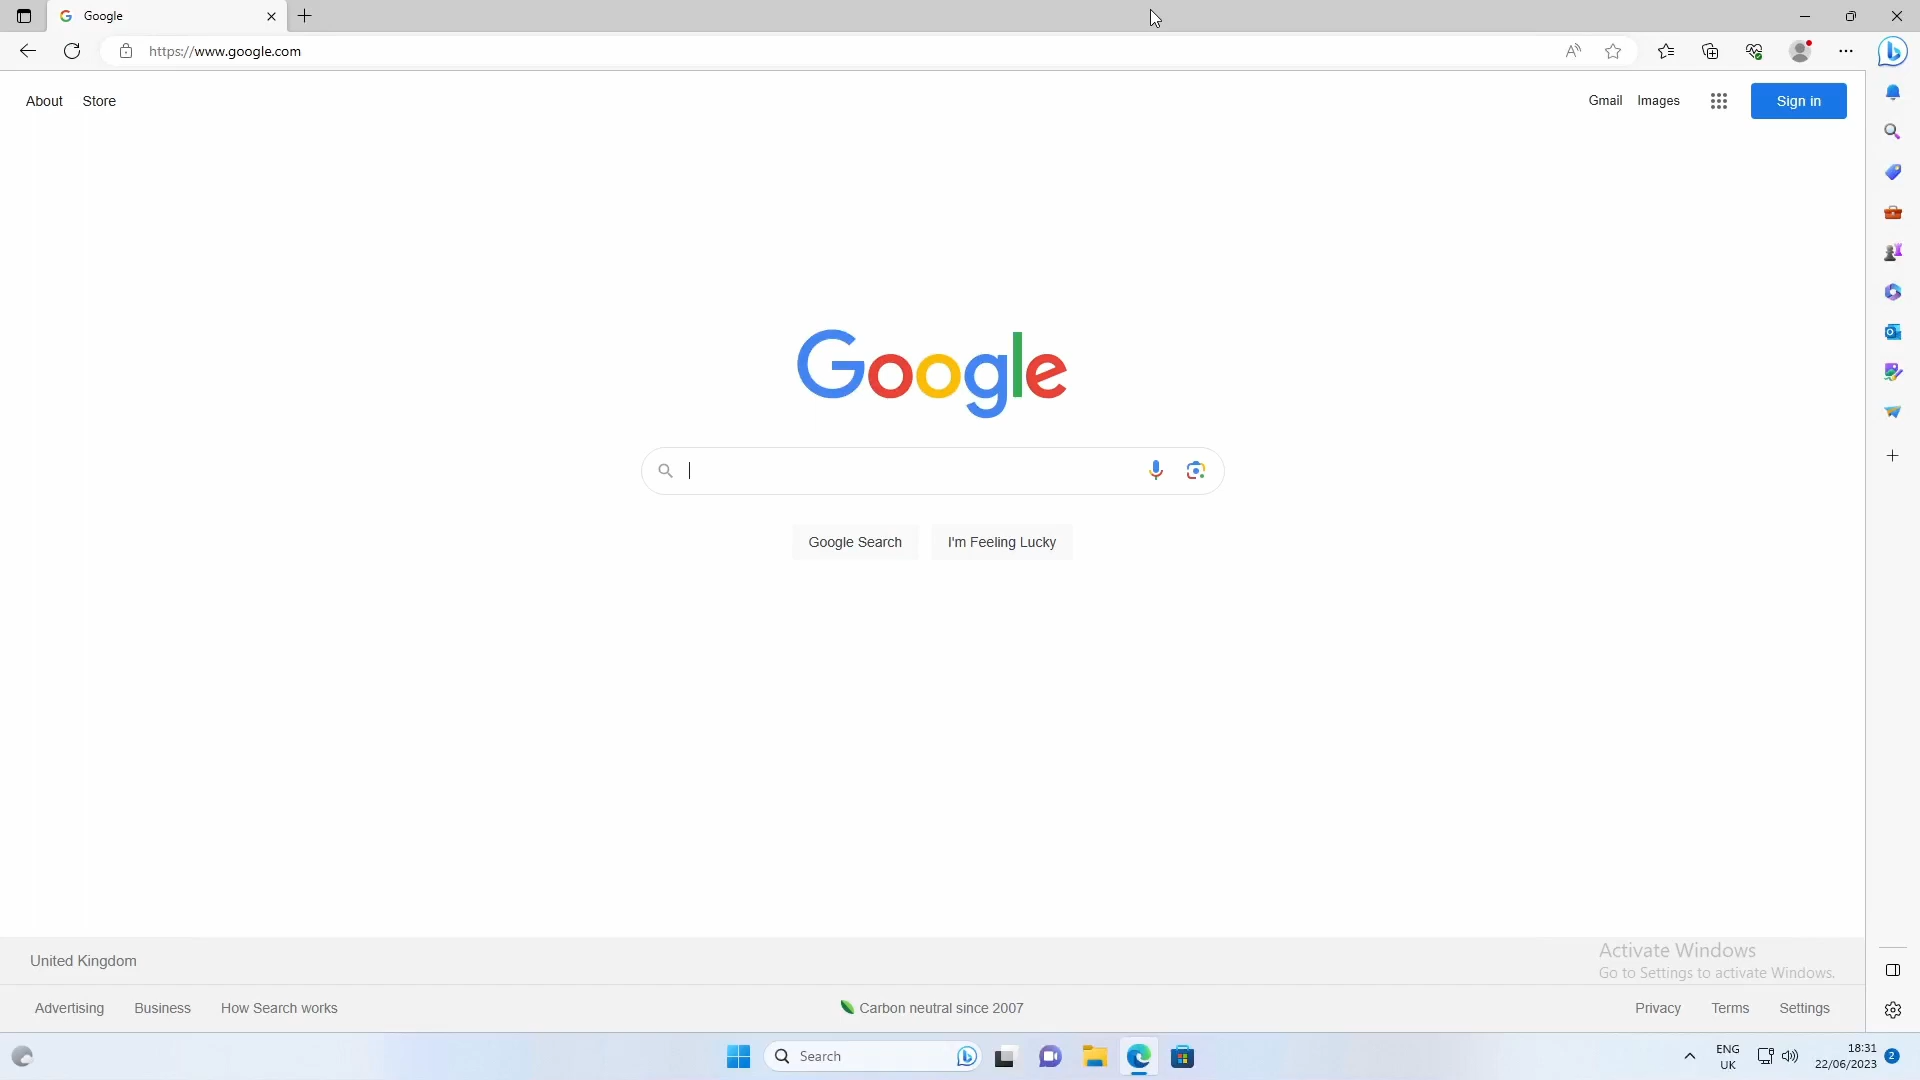 Google
https://www.google.com
About Store
Gmail Images Sign in
Google
Google Search I'm Feeling Lucky
United Kingdom
Activate Windows
Go to Settings to activate Windows.
Advertising Business How Search works Carbon neutral since 2007 Privacy Terms Settings
Search
ENG
UK
18:31
22/06/2023
2